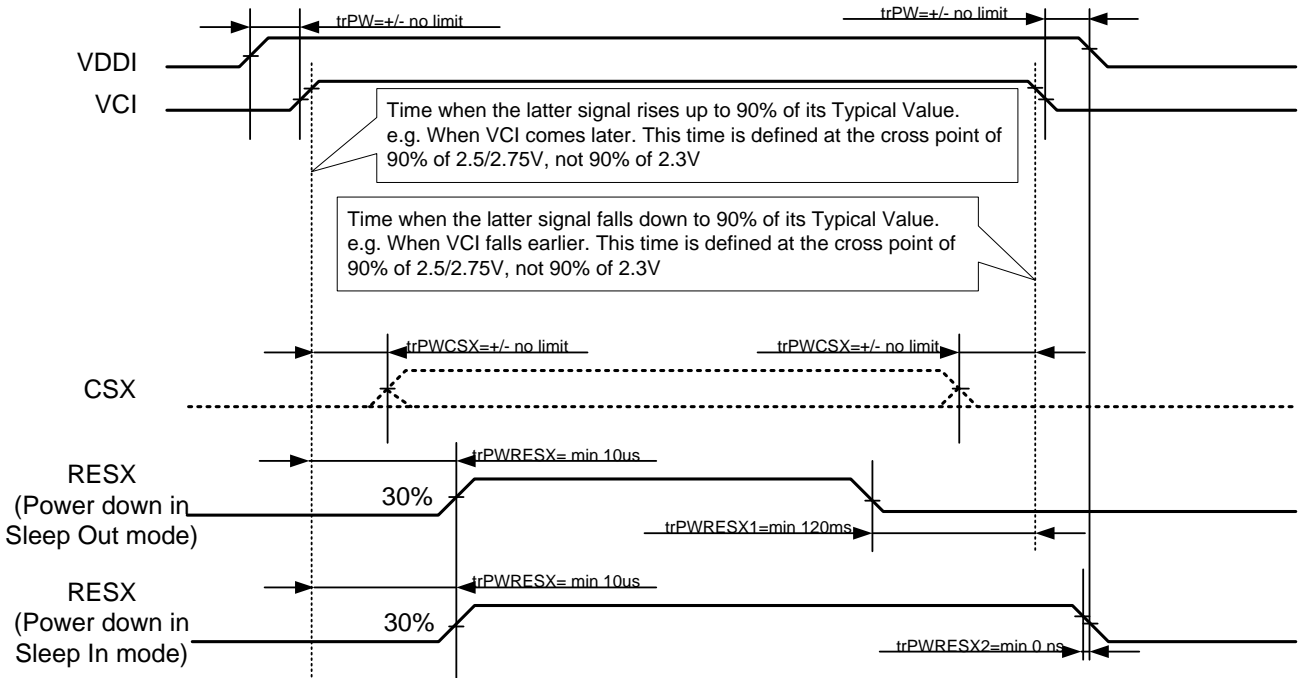 trPW=+/- no limit
trPW=+/- no limit
VDDI
VCI
Time when the latter signal rises up to 90% of its Typical Value.
e.g. When VCI comes later. This time is defined at the cross point of
90% of 2.5/2.75V, not 90% of 2.3V
Time when the latter signal falls down to 90% of its Typical Value.
e.g. When VCI falls earlier. This time is defined at the cross point of
90% of 2.5/2.75V, not 90% of 2.3V
trPWCSX=+/- no limit
trPWCSX=+/- no limit
CSX
trPWRESX= min 10us
RESX
(Power down in
Sleep Out mode)
30%
trPWRESX1=min 120ms
trPWRESX= min 10us
RESX
(Power down in
Sleep In mode)
30%
trPWRESX2=min 0 ns